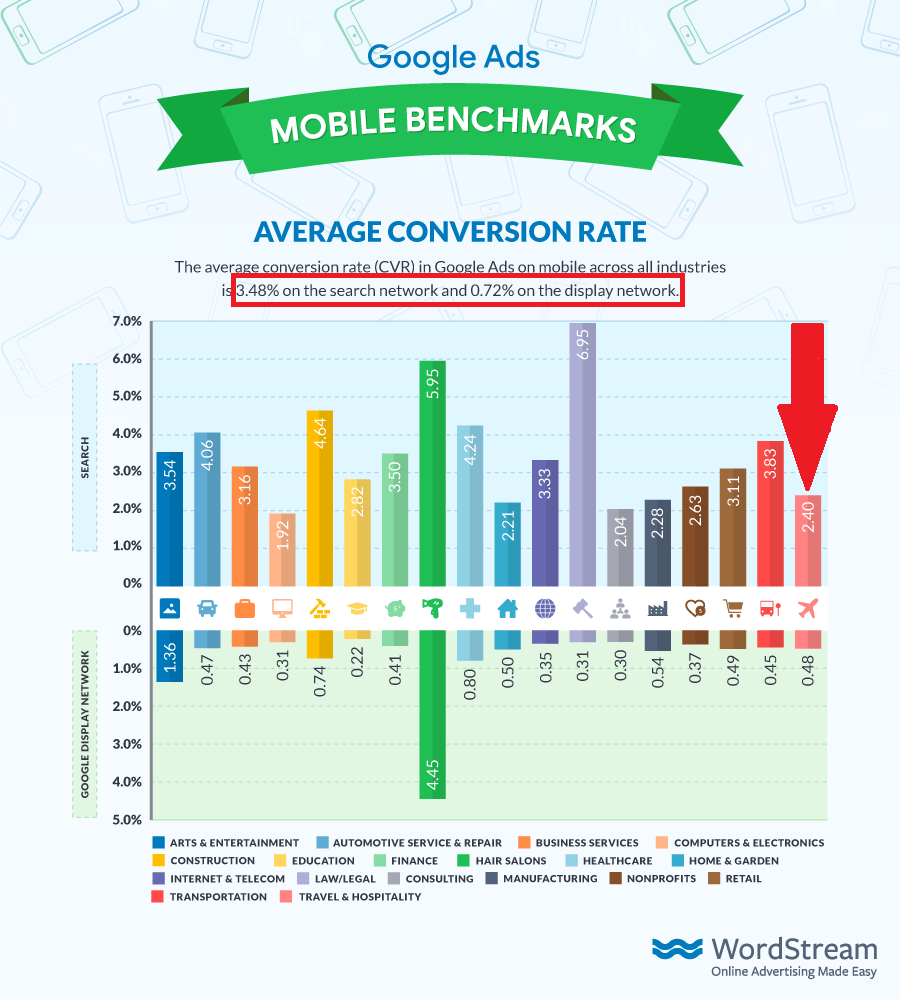 Google Ads
MOBILE BENCHMARKS
AVERAGE CONVERSION RATE
The average conversion rate (CVR) in Google Ads on mobile across all industries
is 3.48% on the search network and 0.72% on the display network.
SEARCH
7.0%
6.0%
5.0%
4.0%
3.0%
2.0%
1.0%
0%
3.54 4.06 3.16 1.92 4.64 2.82 3.50 5.95 4.24 2.21 3.33 6.95 2.04 2.28 2.63 3.11 3.83 2.40
GOOGLE DISPLAY NETWORK
0%
1.0%
2.0%
3.0%
4.0%
5.0%
1.36 0.47 0.43 0.31 0.74 0.22 0.41 4.45 0.80 0.50 0.35 0.31 0.30 0.54 0.37 0.49 0.45 0.48
ARTS & ENTERTAINMENT AUTOMOTIVE SERVICE & REPAIR BUSINESS SERVICES COMPUTERS & ELECTRONICS
CONSTRUCTION EDUCATION FINANCE HAIR SALONS HEALTHCARE HOME & GARDEN
INTERNET & TELECOM LAW/LEGAL CONSULTING MANUFACTURING NONPROFITS RETAIL
TRANSPORTATION TRAVEL & HOSPITALITY
WordStream
Online Advertising Made Easy